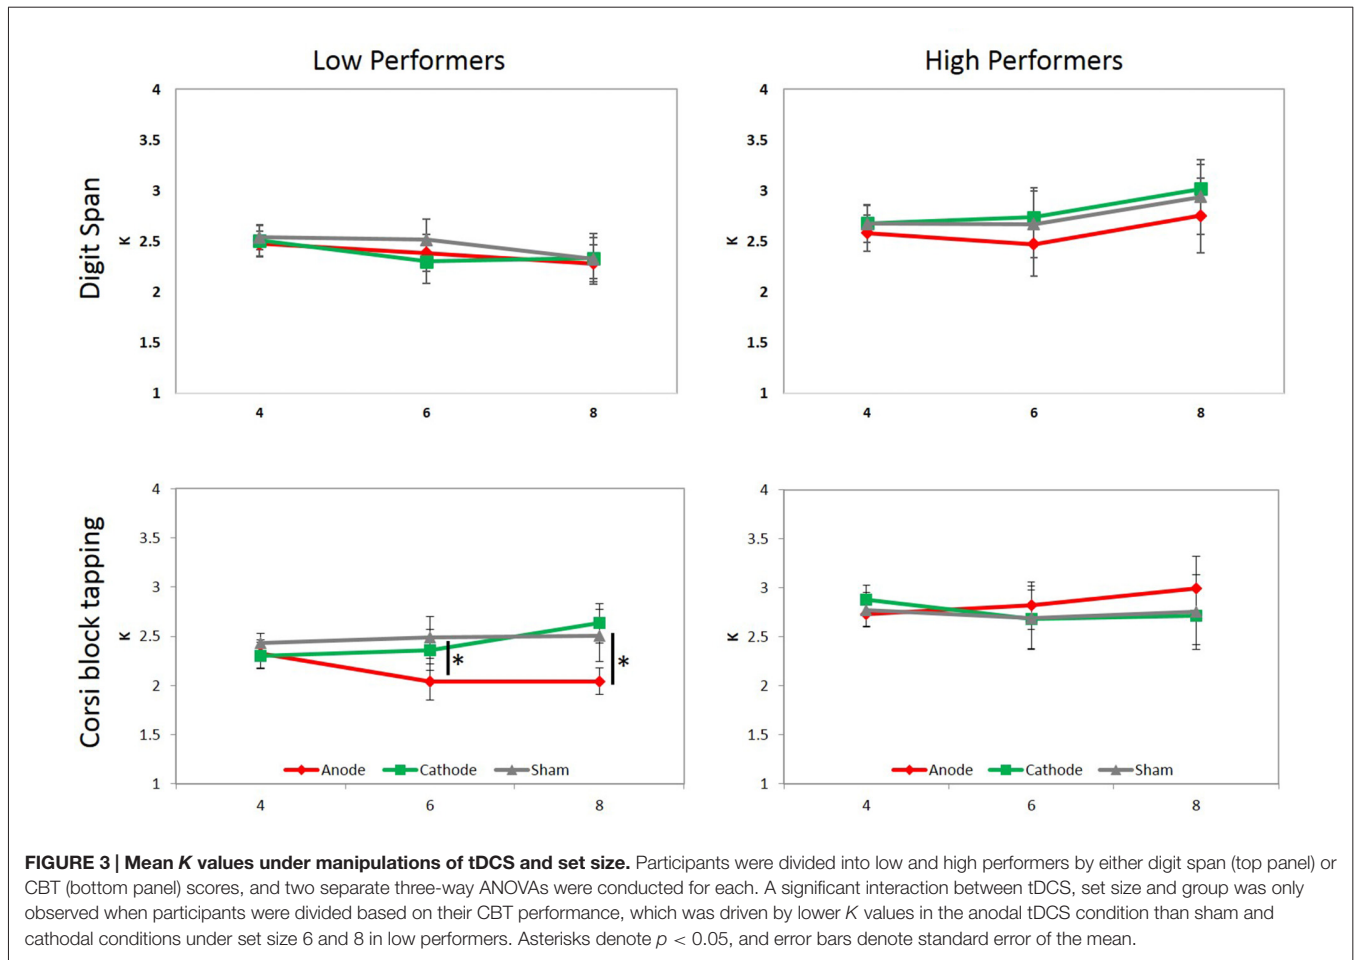 Low Performers
High Performers
Digit Span
4
3.5
3
2.5
2
1.5
1
K
4
6
8
4
3.5
3
2.5
2
1.5
1
K
4
6
8
Corsi block tapping
4
3.5
3
2.5
2
1.5
1
K
*
*
Anode
Cathode
Sham
4
6
8
4
3.5
3
2.5
2
1.5
1
K
Anode
Cathode
Sham
4
6
8
FIGURE 3 | Mean K values under manipulations of tDCS and set size. Participants were divided into low and high performers by either digit span (top panel) or
CBT (bottom panel) scores, and two separate three-way ANOVAs were conducted for each. A significant interaction between tDCS, set size and group was only
observed when participants were divided based on their CBT performance, which was driven by lower K values in the anodal tDCS condition than sham and
cathodal conditions under set size 6 and 8 in low performers. Asterisks denote p < 0.05, and error bars denote standard error of the mean.